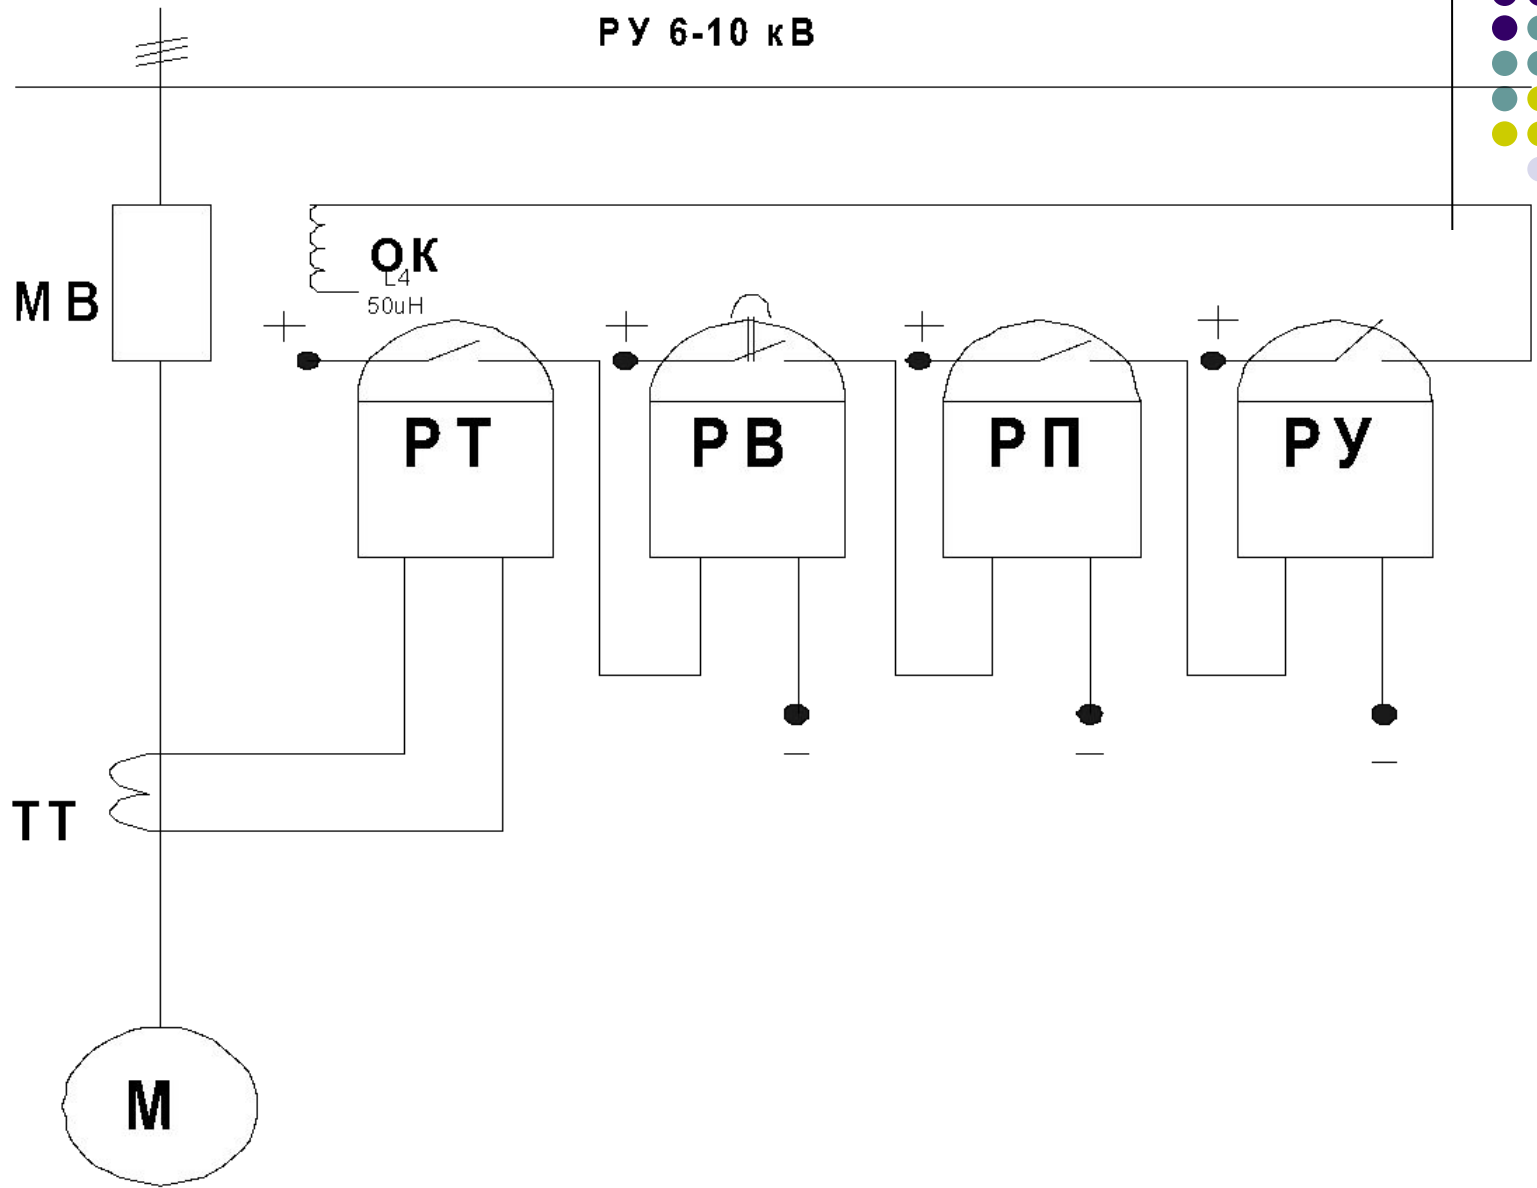 РУ 6-10 кВ
МВ
ОК
L4
50uH
+ + + +
РТ РВ РП РУ
− − −
ТТ
М